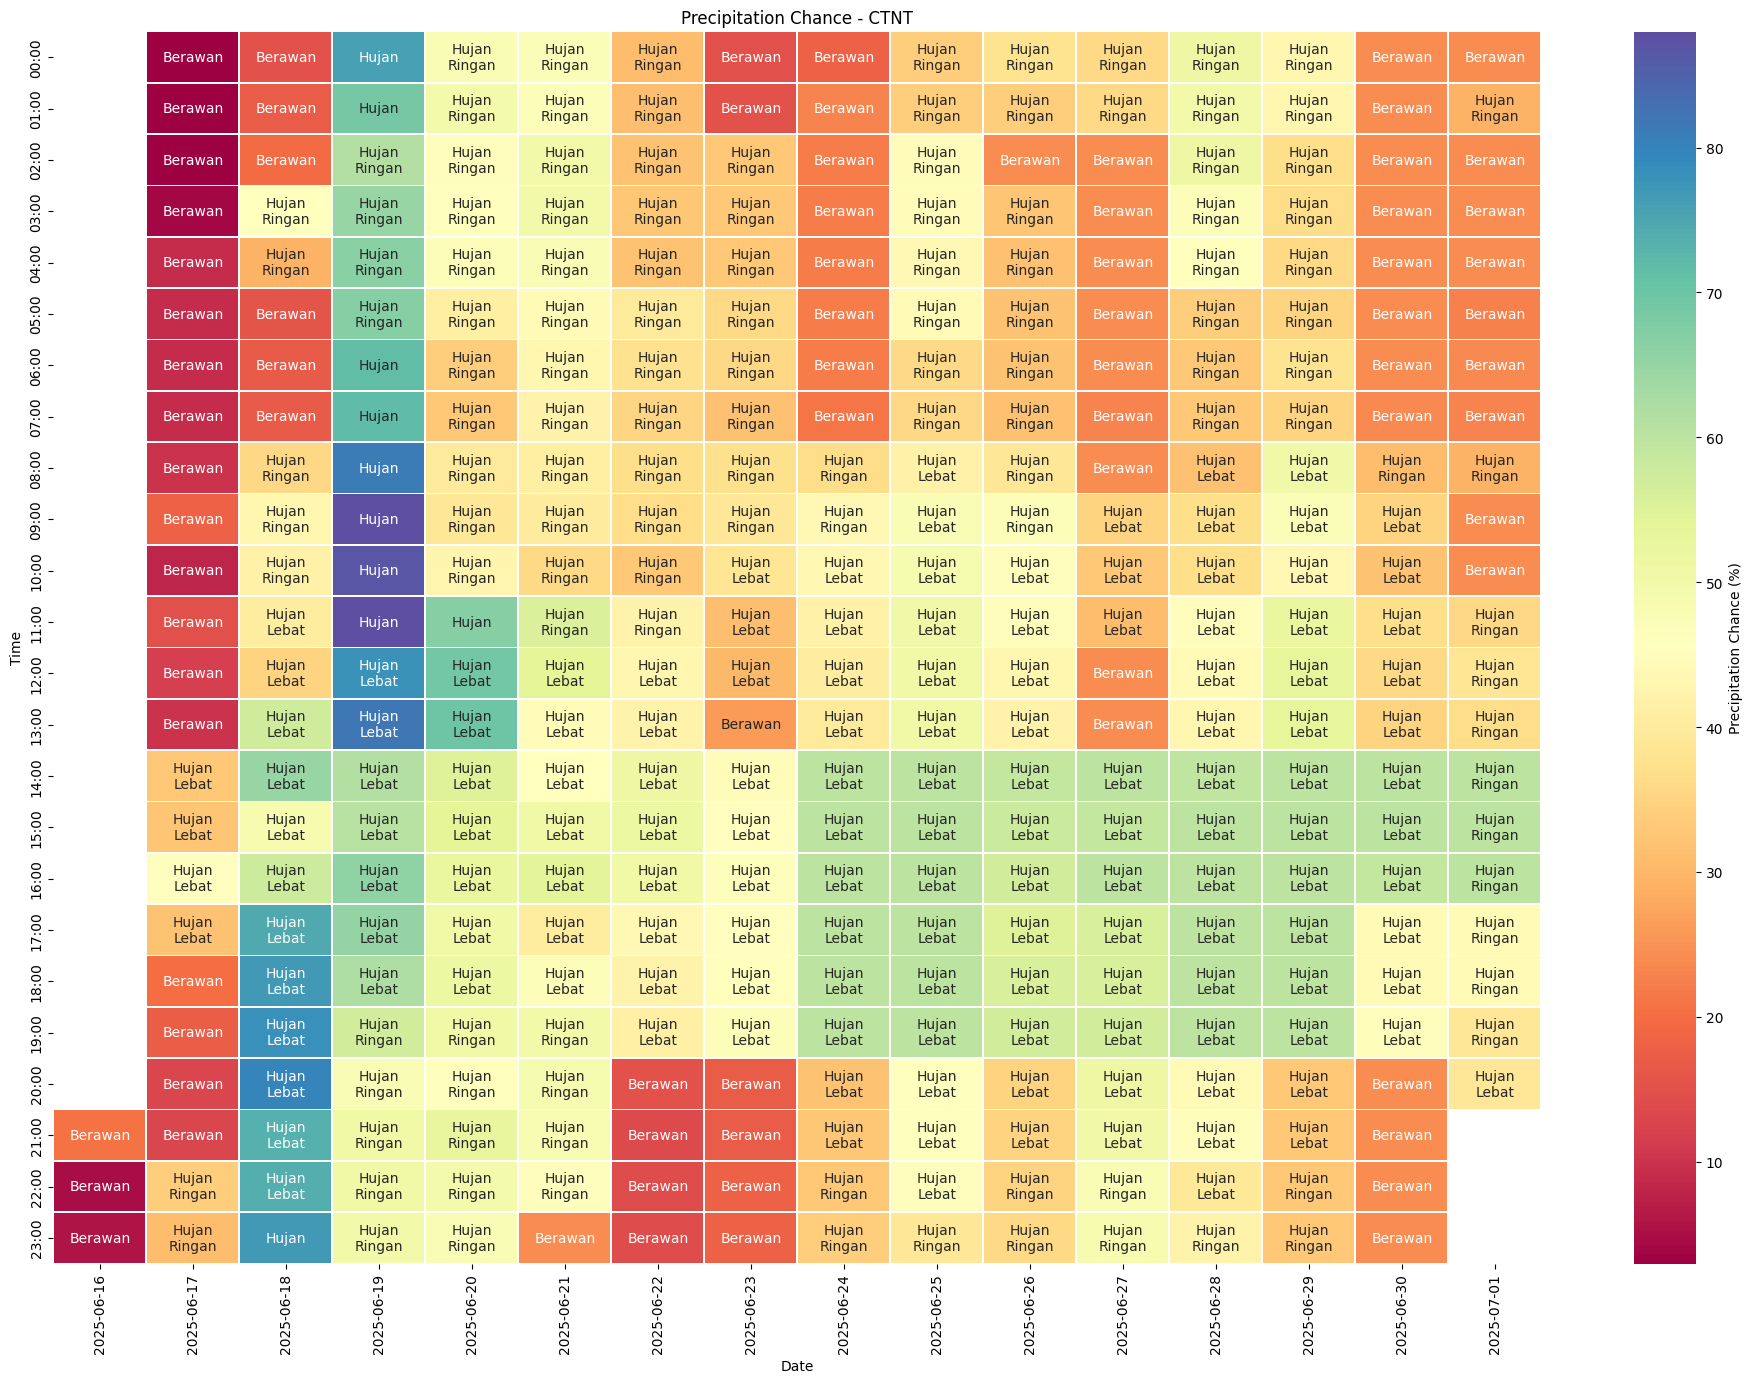 Precipitation Chance - CTNT
00:00 Berawan Berawan Hujan Hujan Ringan Hujan Ringan Hujan Ringan Berawan Berawan Hujan Ringan Hujan Ringan Hujan Ringan Hujan Ringan Hujan Ringan Berawan Berawan
01:00 Berawan Berawan Hujan Hujan Ringan Hujan Ringan Hujan Ringan Berawan Berawan Hujan Ringan Hujan Ringan Hujan Ringan Hujan Ringan Hujan Ringan Berawan Hujan Ringan
02:00 Berawan Berawan Hujan Ringan Hujan Ringan Hujan Ringan Hujan Ringan Hujan Ringan Berawan Hujan Ringan Berawan Berawan Hujan Ringan Hujan Ringan Berawan Berawan
03:00 Berawan Hujan Ringan Hujan Ringan Hujan Ringan Hujan Ringan Hujan Ringan Hujan Ringan Berawan Hujan Ringan Hujan Ringan Berawan Hujan Ringan Hujan Ringan Berawan Berawan
04:00 Berawan Hujan Ringan Hujan Ringan Hujan Ringan Hujan Ringan Hujan Ringan Hujan Ringan Berawan Hujan Ringan Hujan Ringan Berawan Hujan Ringan Hujan Ringan Berawan Berawan
05:00 Berawan Berawan Hujan Ringan Hujan Ringan Hujan Ringan Hujan Ringan Hujan Ringan Berawan Hujan Ringan Hujan Ringan Berawan Hujan Ringan Hujan Ringan Berawan Berawan
06:00 Berawan Berawan Hujan Hujan Ringan Hujan Ringan Hujan Ringan Hujan Ringan Berawan Hujan Ringan Hujan Ringan Berawan Hujan Ringan Hujan Ringan Berawan Berawan
07:00 Berawan Berawan Hujan Hujan Ringan Hujan Ringan Hujan Ringan Hujan Ringan Berawan Hujan Ringan Hujan Ringan Berawan Hujan Ringan Hujan Ringan Berawan Berawan
08:00 Berawan Hujan Ringan Hujan Hujan Ringan Hujan Ringan Hujan Ringan Hujan Ringan Hujan Ringan Hujan Lebat Hujan Ringan Berawan Hujan Lebat Hujan Lebat Hujan Ringan Hujan Ringan
09:00 Berawan Hujan Ringan Hujan Hujan Ringan Hujan Ringan Hujan Ringan Hujan Ringan Hujan Ringan Hujan Lebat Hujan Ringan Hujan Lebat Hujan Lebat Hujan Lebat Hujan Lebat Berawan
10:00 Berawan Hujan Ringan Hujan Hujan Ringan Hujan Ringan Hujan Ringan Hujan Lebat Hujan Lebat Hujan Lebat Hujan Lebat Hujan Lebat Hujan Lebat Hujan Lebat Hujan Lebat Berawan
11:00 Berawan Hujan Lebat Hujan Hujan Hujan Ringan Hujan Ringan Hujan Lebat Hujan Lebat Hujan Lebat Hujan Lebat Hujan Lebat Hujan Lebat Hujan Lebat Hujan Lebat Hujan Ringan
12:00 Berawan Hujan Lebat Hujan Lebat Hujan Lebat Hujan Lebat Hujan Lebat Hujan Lebat Hujan Lebat Hujan Lebat Hujan Lebat Berawan Hujan Lebat Hujan Lebat Hujan Lebat Hujan Ringan
13:00 Berawan Hujan Lebat Hujan Lebat Hujan Lebat Hujan Lebat Hujan Lebat Berawan Hujan Lebat Hujan Lebat Hujan Lebat Berawan Hujan Lebat Hujan Lebat Hujan Lebat Hujan Ringan
14:00 Hujan Lebat Hujan Lebat Hujan Lebat Hujan Lebat Hujan Lebat Hujan Lebat Hujan Lebat Hujan Lebat Hujan Lebat Hujan Lebat Hujan Lebat Hujan Lebat Hujan Lebat Hujan Lebat Hujan Ringan
15:00 Hujan Lebat Hujan Lebat Hujan Lebat Hujan Lebat Hujan Lebat Hujan Lebat Hujan Lebat Hujan Lebat Hujan Lebat Hujan Lebat Hujan Lebat Hujan Lebat Hujan Lebat Hujan Lebat Hujan Ringan
16:00 Hujan Lebat Hujan Lebat Hujan Lebat Hujan Lebat Hujan Lebat Hujan Lebat Hujan Lebat Hujan Lebat Hujan Lebat Hujan Lebat Hujan Lebat Hujan Lebat Hujan Lebat Hujan Lebat Hujan Ringan
17:00 Hujan Lebat Hujan Lebat Hujan Lebat Hujan Lebat Hujan Lebat Hujan Lebat Hujan Lebat Hujan Lebat Hujan Lebat Hujan Lebat Hujan Lebat Hujan Lebat Hujan Lebat Hujan Lebat Hujan Ringan
18:00 Berawan Hujan Lebat Hujan Lebat Hujan Lebat Hujan Lebat Hujan Lebat Hujan Lebat Hujan Lebat Hujan Lebat Hujan Lebat Hujan Lebat Hujan Lebat Hujan Lebat Hujan Lebat Hujan Ringan
19:00 Berawan Hujan Lebat Hujan Ringan Hujan Ringan Hujan Ringan Hujan Lebat Hujan Lebat Hujan Lebat Hujan Lebat Hujan Lebat Hujan Lebat Hujan Lebat Hujan Lebat Hujan Lebat Hujan Ringan
20:00 Berawan Hujan Lebat Hujan Ringan Hujan Ringan Hujan Ringan Berawan Berawan Hujan Lebat Hujan Lebat Hujan Lebat Hujan Lebat Hujan Lebat Hujan Lebat Berawan Hujan Lebat
21:00 Berawan Berawan Hujan Lebat Hujan Ringan Hujan Ringan Hujan Ringan Berawan Berawan Hujan Lebat Hujan Lebat Hujan Lebat Hujan Lebat Hujan Lebat Hujan Lebat Berawan
22:00 Berawan Hujan Ringan Hujan Lebat Hujan Ringan Hujan Ringan Hujan Ringan Berawan Berawan Hujan Ringan Hujan Lebat Hujan Ringan Hujan Ringan Hujan Lebat Hujan Ringan Berawan
23:00 Berawan Hujan Ringan Hujan Hujan Ringan Hujan Ringan Berawan Berawan Berawan Hujan Ringan Hujan Ringan Hujan Ringan Hujan Ringan Hujan Ringan Hujan Ringan Berawan
Time
2025-06-16 2025-06-17 2025-06-18 2025-06-19 2025-06-20 2025-06-21 2025-06-22 2025-06-23 2025-06-24 2025-06-25 2025-06-26 2025-06-27 2025-06-28 2025-06-29 2025-06-30 2025-07-01
Date
80
70
60
50
40
30
20
10
Precipitation Chance (%)